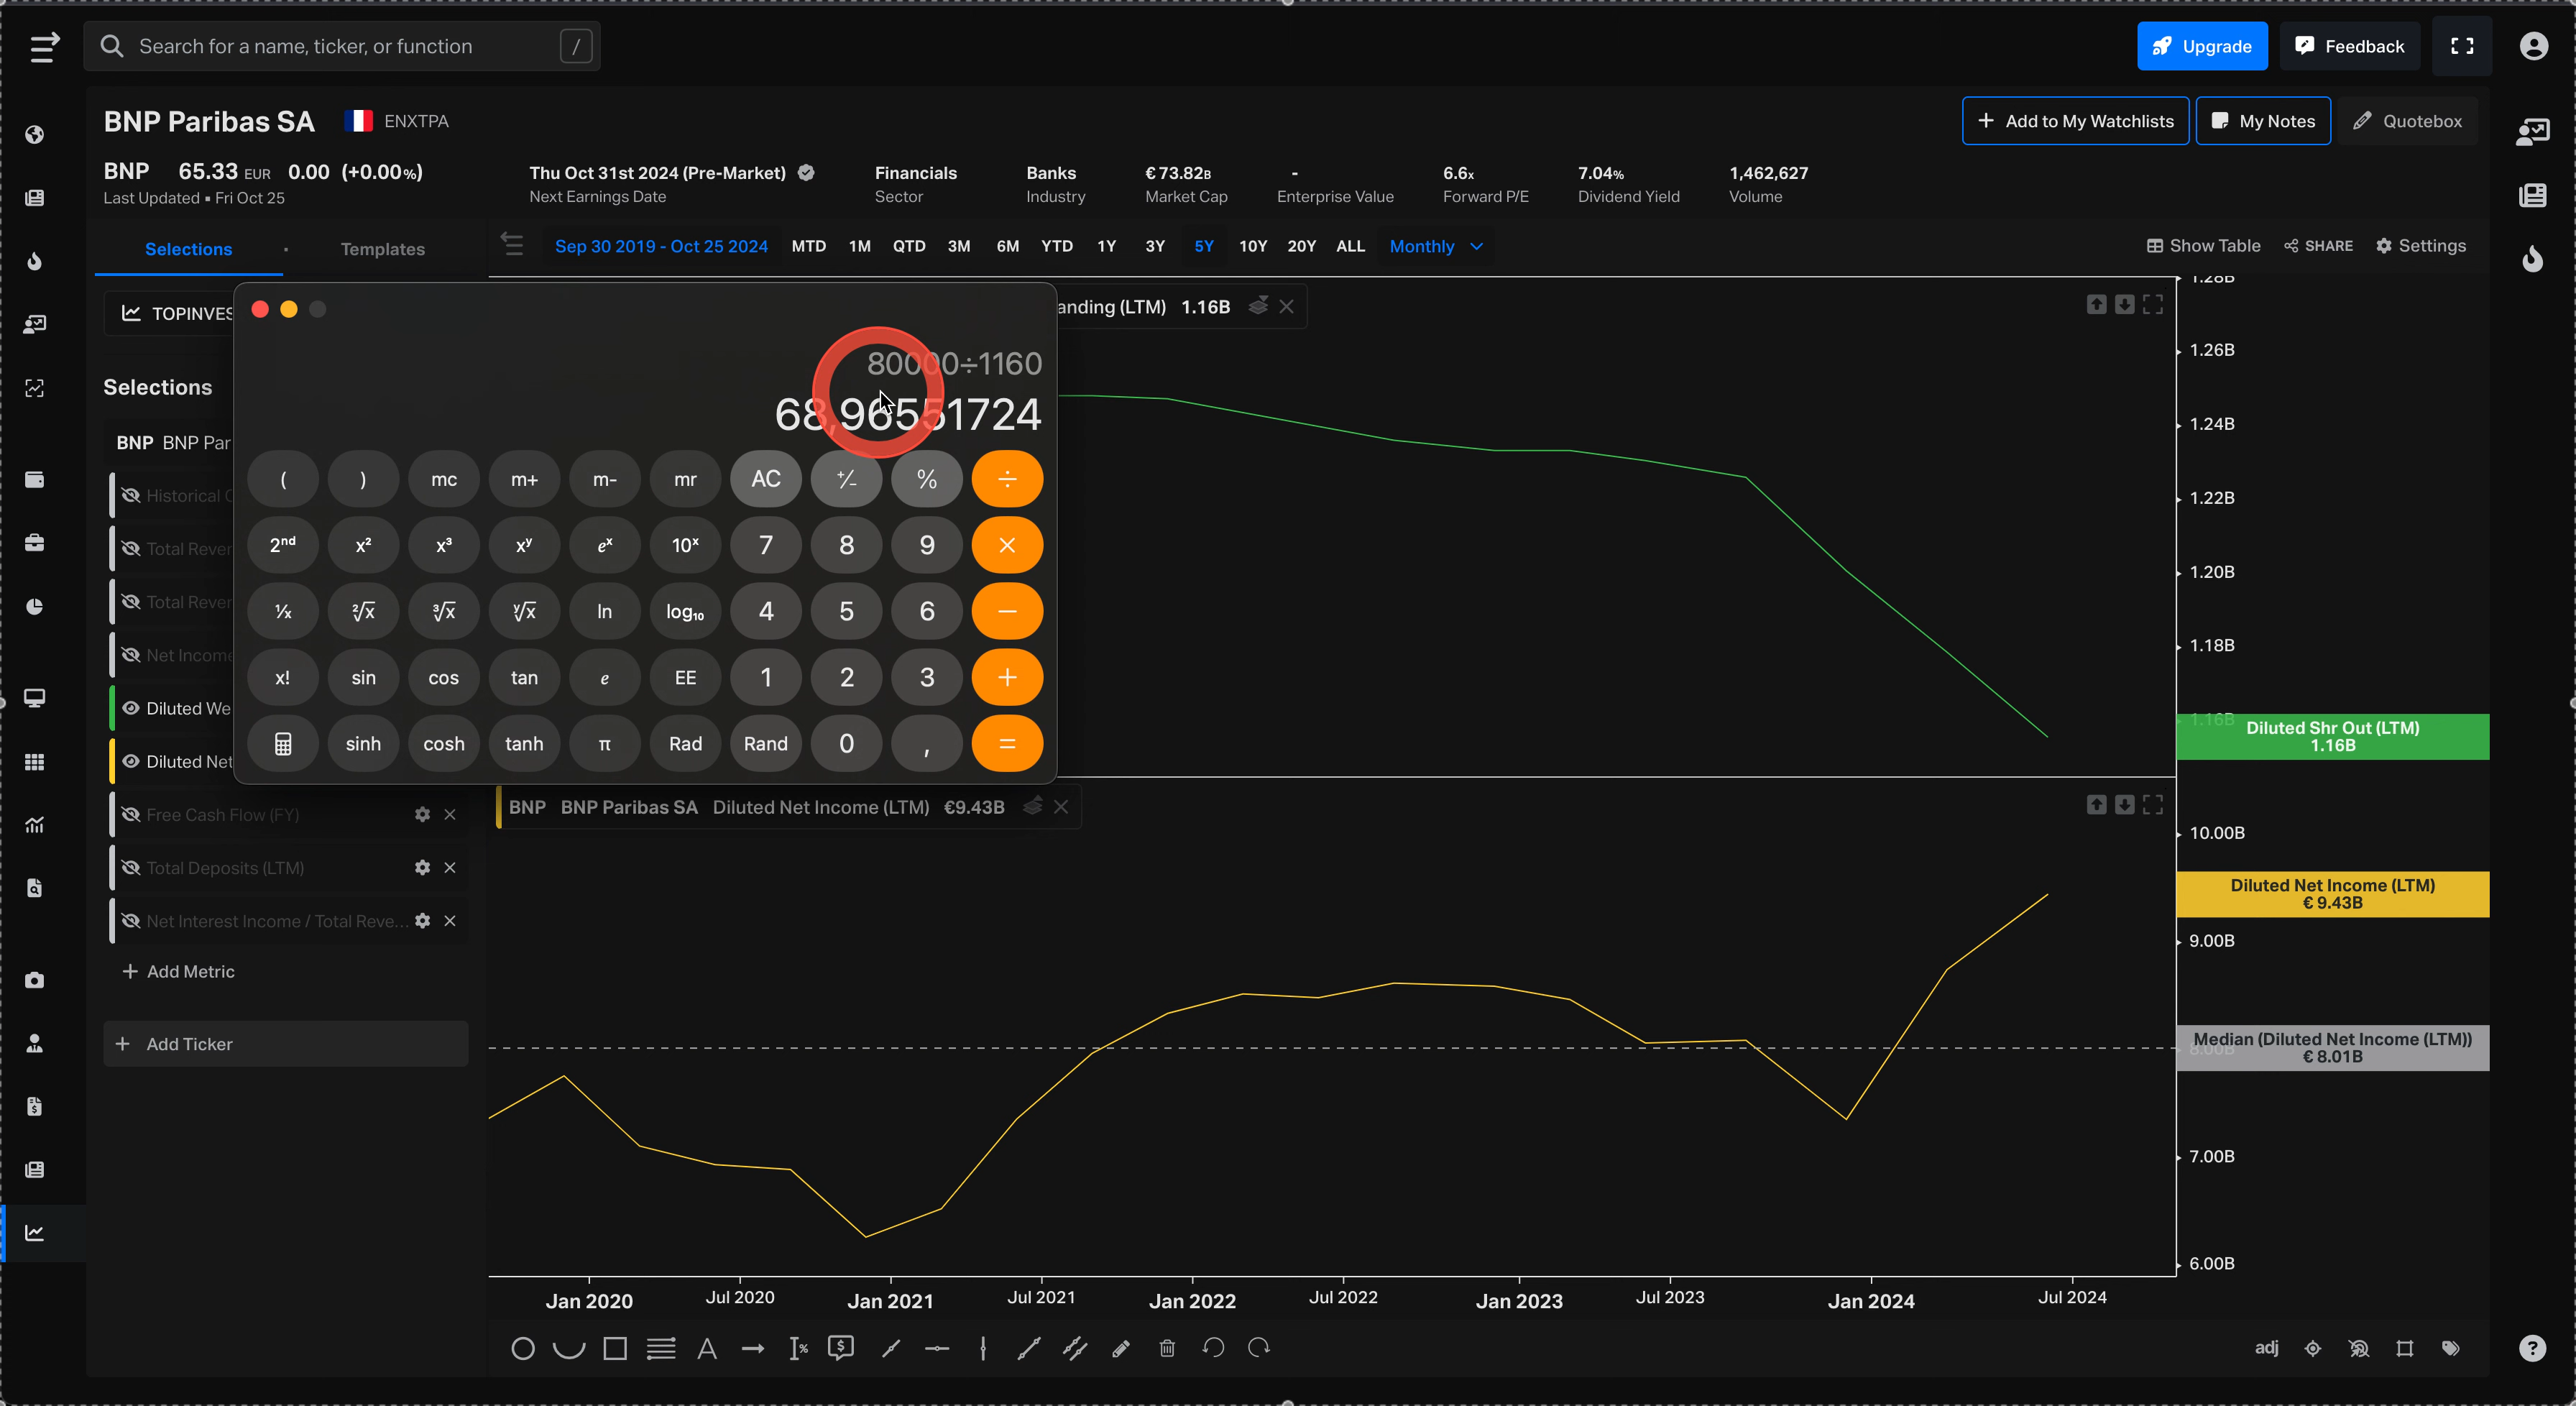 Search for a name, ticker, or function /
Upgrade
Feedback
BNP Paribas SA ENXTPA
+ Add to My Watchlists
My Notes
Quotebox
BNP 65.33 EUR 0.00 (+0.00%)
Last Updated ▪ Fri Oct 25
Thu Oct 31st 2024 (Pre-Market)
Next Earnings Date
Financials
Sector
Banks
Industry
€ 73.82B
Market Cap
-
Enterprise Value
6.6x
Forward P/E
7.04%
Dividend Yield
1,462,627
Volume
Selections
Templates
Sep 30 2019 - Oct 25 2024 MTD 1M QTD 3M 6M YTD 1Y 3Y 5Y 10Y 20Y ALL Monthly
Show Table SHARE Settings
TOPINVES
Selections
BNP BNP Par
Historical
Total Rever
Total Rever
Net Income
Diluted We
Diluted Net
Free Cash Flow (FY)
Total Deposits (LTM)
Net Interest Income / Total Reve...
+ Add Metric
+ Add Ticker
80000÷1160
68,96551724
( ) mc m+ m- mr AC +/- % ÷
2nd x² x³ xʸ eˣ 10ˣ 7 8 9 ×
1/x ²√x ³√x ʸ√x ln log₁₀ 4 5 6 −
x! sin cos tan e EE 1 2 3 +
sinh cosh tanh π Rad Rand 0 , =
anding (LTM) 1.16B
1.28B
1.26B
1.24B
1.22B
1.20B
1.18B
1.16B
Diluted Shr Out (LTM)
1.16B
BNP BNP Paribas SA Diluted Net Income (LTM) €9.43B
10.00B
Diluted Net Income (LTM)
€ 9.43B
9.00B
Median (Diluted Net Income (LTM))
€ 8.01B
8.00B
7.00B
6.00B
Jan 2020 Jul 2020 Jan 2021 Jul 2021 Jan 2022 Jul 2022 Jan 2023 Jul 2023 Jan 2024 Jul 2024
adj